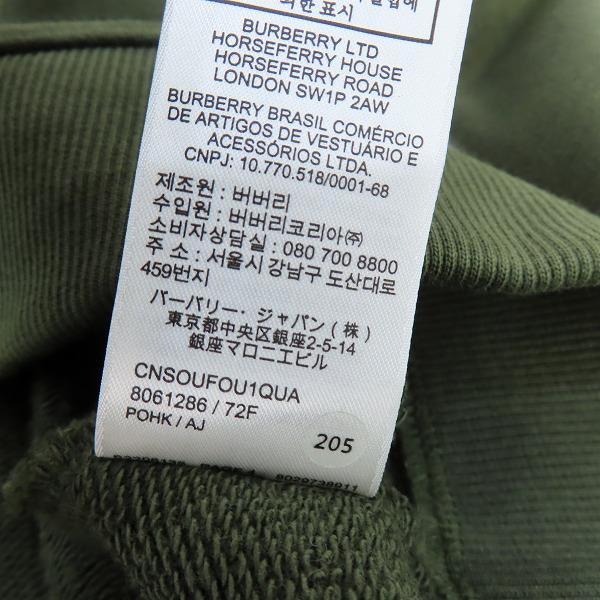 외한 표시
BURBERRY LTD
HORSEFERRY HOUSE
HORSEFERRY ROAD
LONDON SW1P 2AW
BURBERRY BRASIL COMÉRCIO
DE ARTIGOS DE VESTUÁRIO E
ACESSÓRIOS LTDA.
CNPJ: 10.770.518/0001-68
제조원 : 버버리
수입원 : 버버리코리아㈜
소비자상담실 : 080 700 8800
주 소 : 서울시 강남구 도산대로
459번지
バーバリー・ジャパン ( 株 )
東京都中央区銀座2-5-14
銀座マロニエビル
CNSOUFOU1QUA
8061286 / 72F
POHK / AJ
205